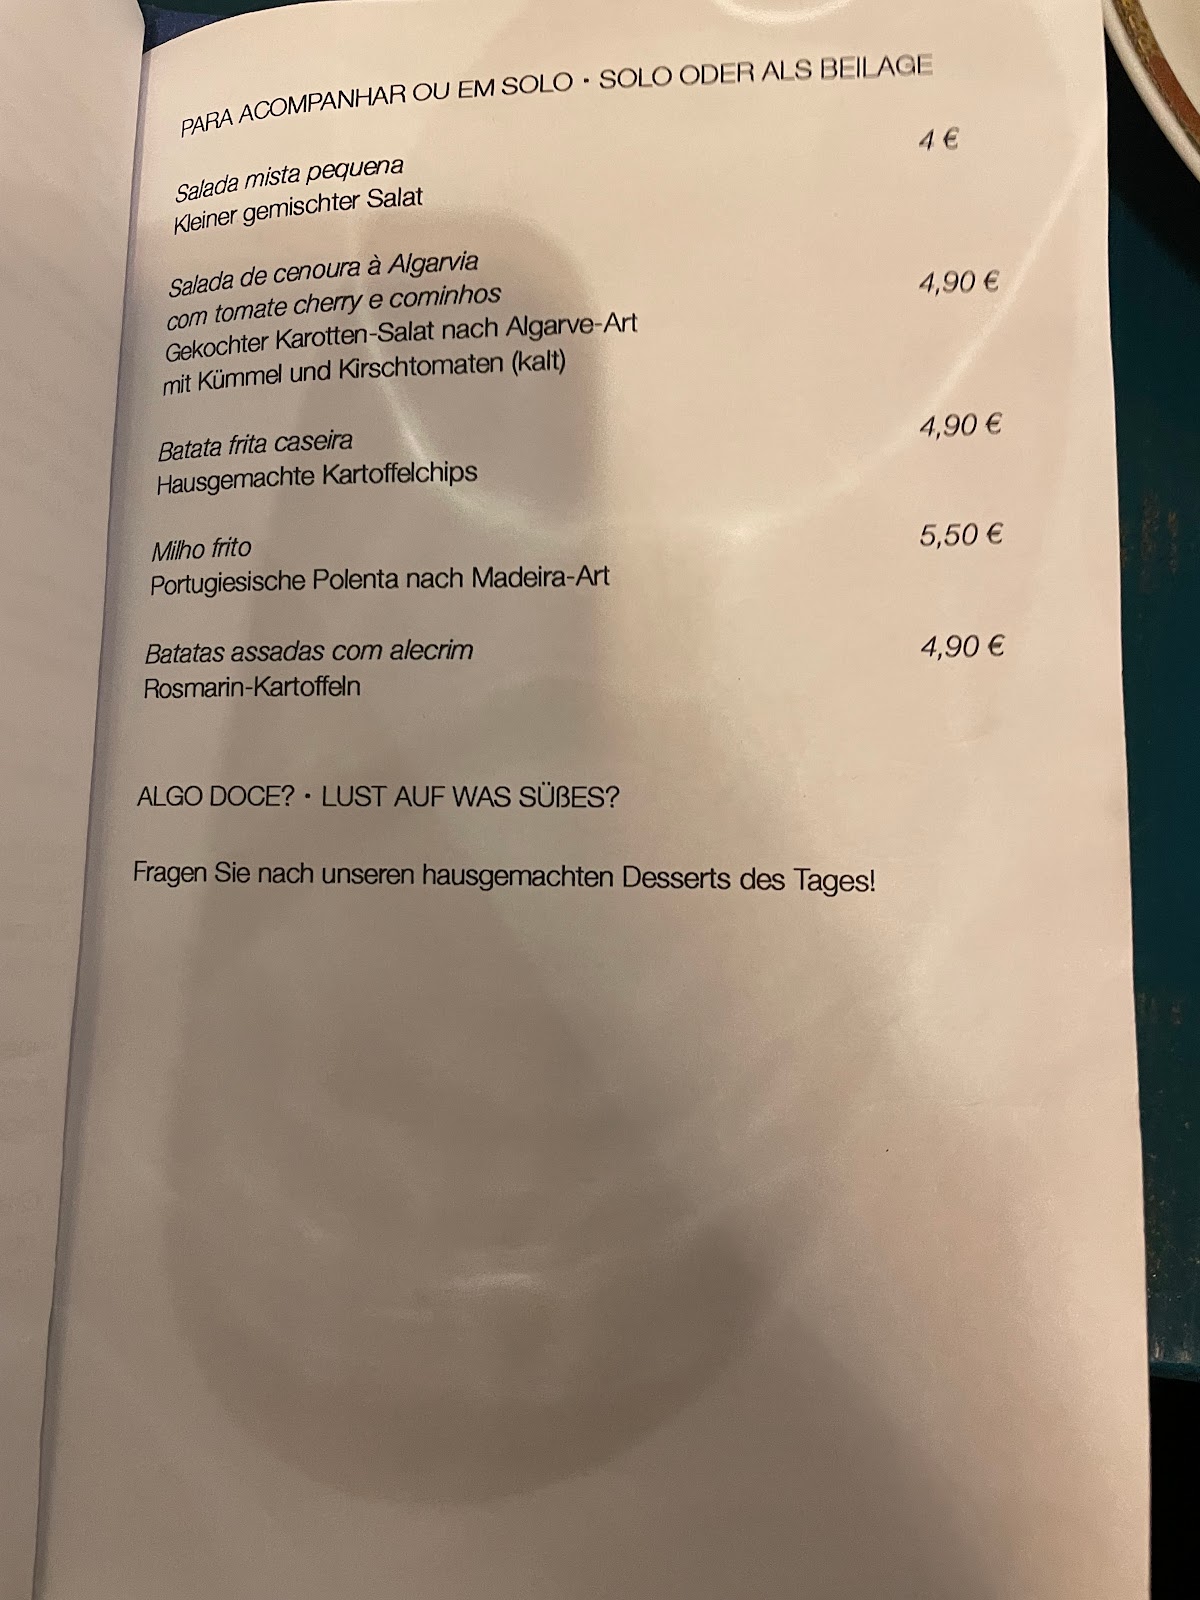 PARA ACOMPANHAR OU EM SOLO · SOLO ODER ALS BEILAGE
Salada mista pequena 4 €
Kleiner gemischter Salat
Salada de cenoura à Algarvia
com tomate cherry e cominhos 4,90 €
Gekochter Karotten-Salat nach Algarve-Art
mit Kümmel und Kirschtomaten (kalt)
Batata frita caseira 4,90 €
Hausgemachte Kartoffelchips
Milho frito 5,50 €
Portugiesische Polenta nach Madeira-Art
Batatas assadas com alecrim 4,90 €
Rosmarin-Kartoffeln
ALGO DOCE? · LUST AUF WAS SÜßES?
Fragen Sie nach unseren hausgemachten Desserts des Tages!